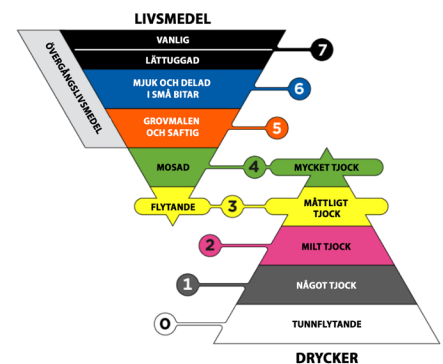 LIVSMEDEL
ÖVERGÅNGSLIVSMEDEL
VANLIG
7
LÄTTUGGAD
MJUK OCH DELAD
I SMÅ BITAR
6
GROVMALEN
OCH SAFTIG
5
MOSAD
4
MYCKET TJOCK
FLYTANDE
3
MÅTTLIGT
TJOCK
2
MILT TJOCK
1
NÅGOT TJOCK
0
TUNNFLYTANDE
DRYCKER